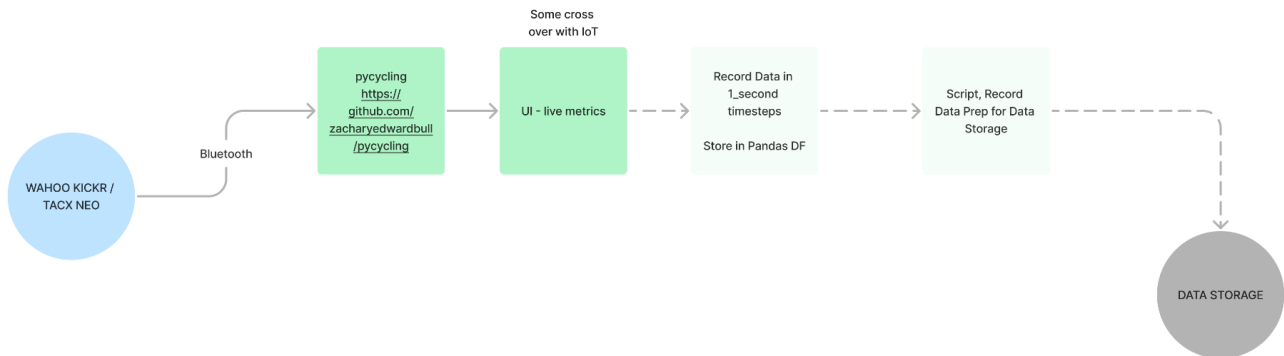 Some cross
over with IoT
WAHOO KICKR /
TACX NEO
Bluetooth
pycycling
https://
github.com/
zacharyedwardbull
/pycycling
UI - live metrics
Record Data in
1_second
timesteps
Store in Pandas DF
Script, Record
Data Prep for Data
Storage
DATA STORAGE